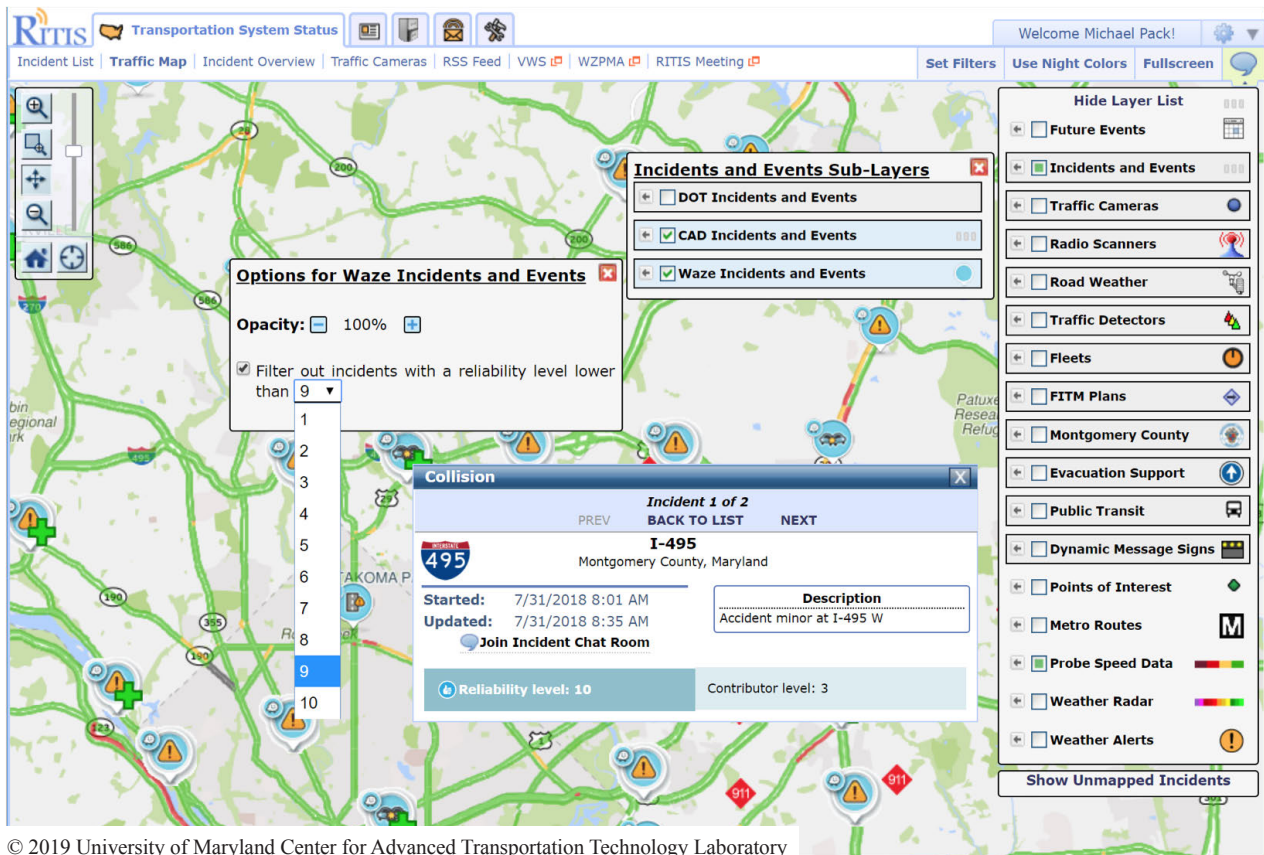 RITIS
Transportation System Status
Welcome Michael Pack!
Incident List | Traffic Map | Incident Overview | Traffic Cameras | RSS Feed | VWS | WZPMA | RITIS Meeting
Set Filters
Use Night Colors
Fullscreen
Hide Layer List
Future Events
Incidents and Events
Traffic Cameras
Radio Scanners
Road Weather
Traffic Detectors
Fleets
FITM Plans
Montgomery County
Evacuation Support
Public Transit
Dynamic Message Signs
Points of Interest
Metro Routes
M
Probe Speed Data
Weather Radar
Weather Alerts
Show Unmapped Incidents
Incidents and Events Sub-Layers
DOT Incidents and Events
CAD Incidents and Events
Waze Incidents and Events
Options for Waze Incidents and Events
Opacity: 100%
Filter out incidents with a reliability level lower
than 9
1
2
3
4
5
6
7
8
9
10
Collision
X
Incident 1 of 2
PREV BACK TO LIST NEXT
INTERSTATE
495
I-495
Montgomery County, Maryland
Started: 7/31/2018 8:01 AM
Updated: 7/31/2018 8:35 AM
Join Incident Chat Room
Description
Accident minor at I-495 W
Reliability level: 10
Contributor level: 3
28
200
200
200
586
586
270
495
29
190
355
190
123
1
TAKOMA P
911
911
301
© 2019 University of Maryland Center for Advanced Transportation Technology Laboratory